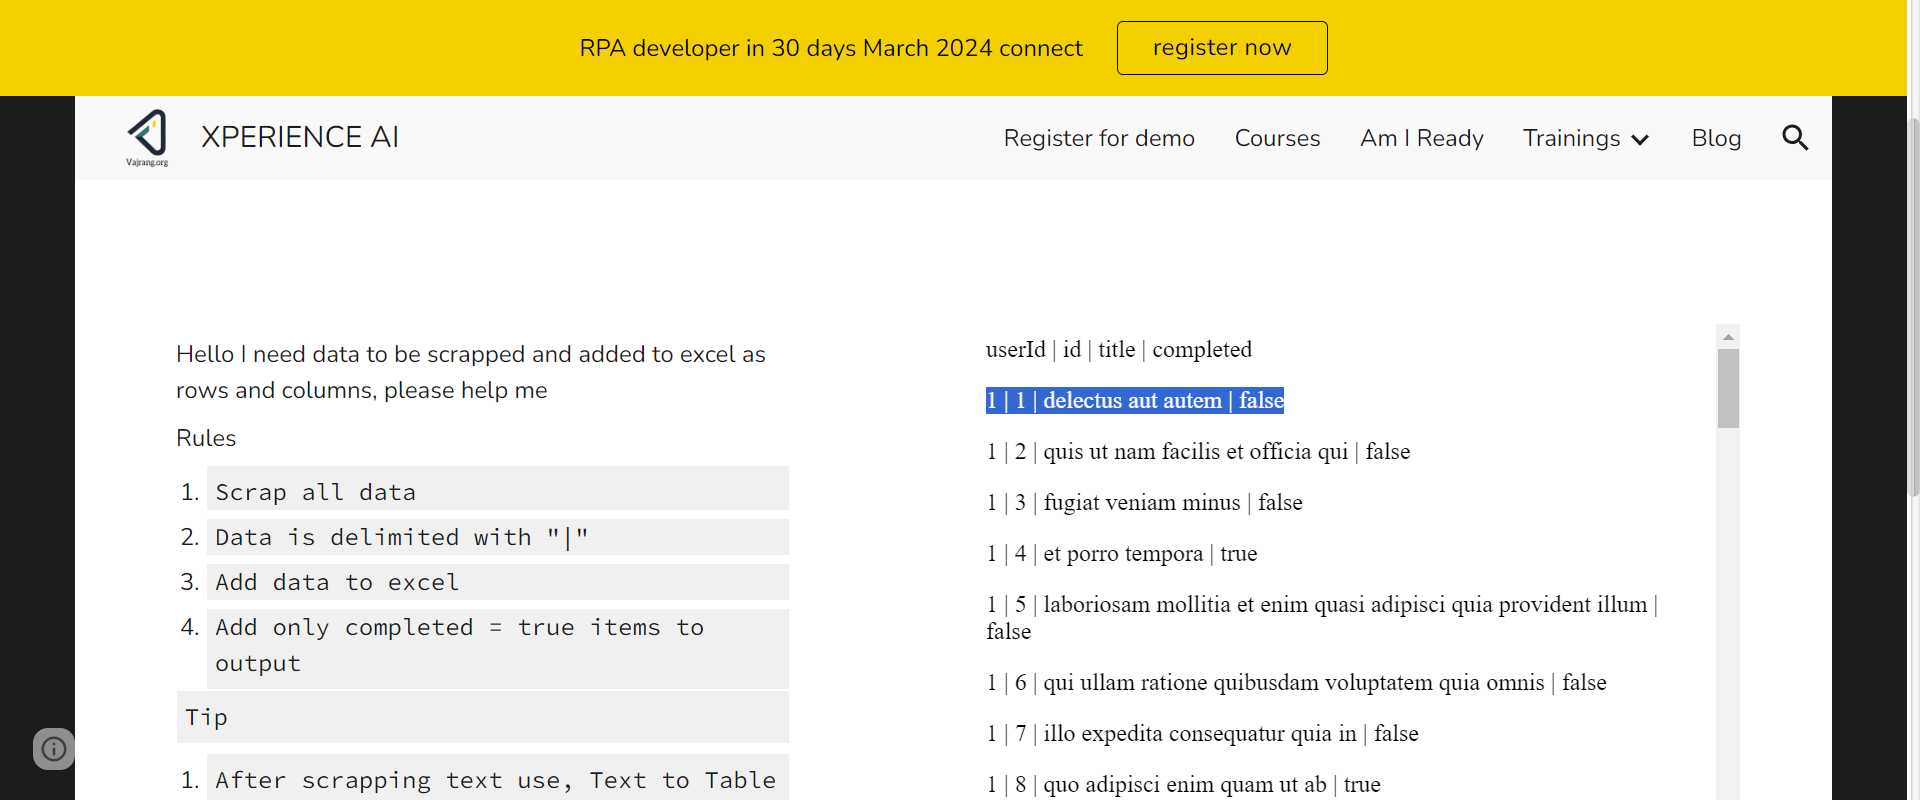 RPA developer in 30 days March 2024 connect
register now
Vajrang.org
XPERIENCE AI
Register for demo
Courses
Am I Ready
Trainings
Blog
Hello I need data to be scrapped and added to excel as
rows and columns, please help me
Rules
1. Scrap all data
2. Data is delimited with "|"
3. Add data to excel
4. Add only completed = true items to
output
Tip
1. After scrapping text use, Text to Table
userId | id | title | completed
1 | 1 | delectus aut autem | false
1 | 2 | quis ut nam facilis et officia qui | false
1 | 3 | fugiat veniam minus | false
1 | 4 | et porro tempora | true
1 | 5 | laboriosam mollitia et enim quasi adipisci quia provident illum |
false
1 | 6 | qui ullam ratione quibusdam voluptatem quia omnis | false
1 | 7 | illo expedita consequatur quia in | false
1 | 8 | quo adipisci enim quam ut ab | true